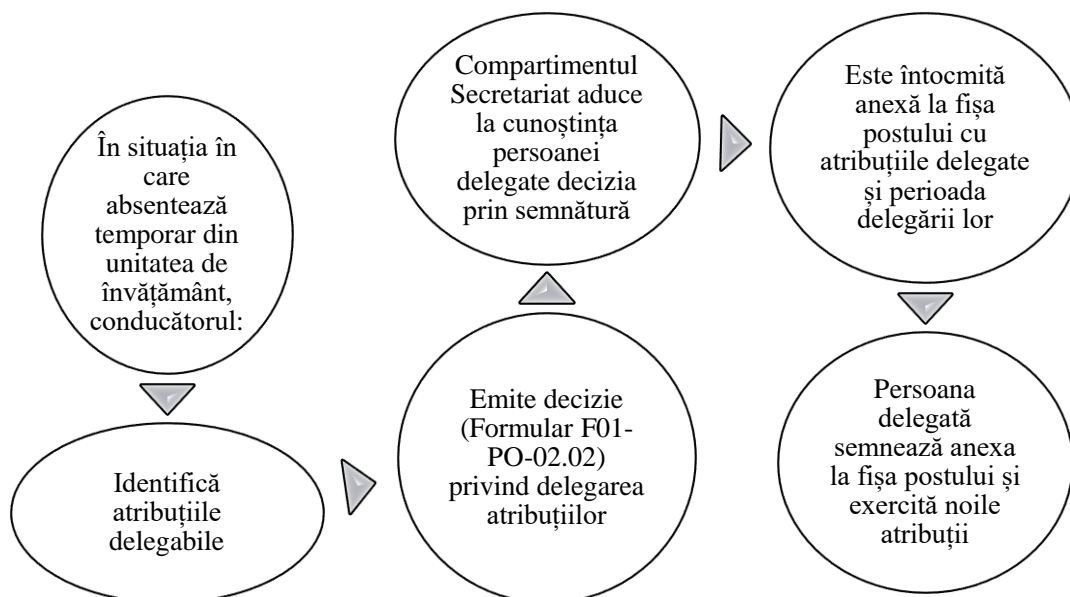 În situația în
care
absentează
temporar din
unitatea de
învățământ,
conducătorul:
Identifică
atribuțiile
delegabile
Emite decizie
(Formular F01-
PO-02.02)
privind delegarea
atribuțiilor
Compartimentul
Secretariat aduce
la cunoștința
persoanei
delegate decizia
prin semnătură
Este întocmită
anexă la fișa
postului cu
atribuțiile delegate
și perioada
delegării lor
Persoana
delegată
semnează anexa
la fișa postului și
exercită noile
atribuții